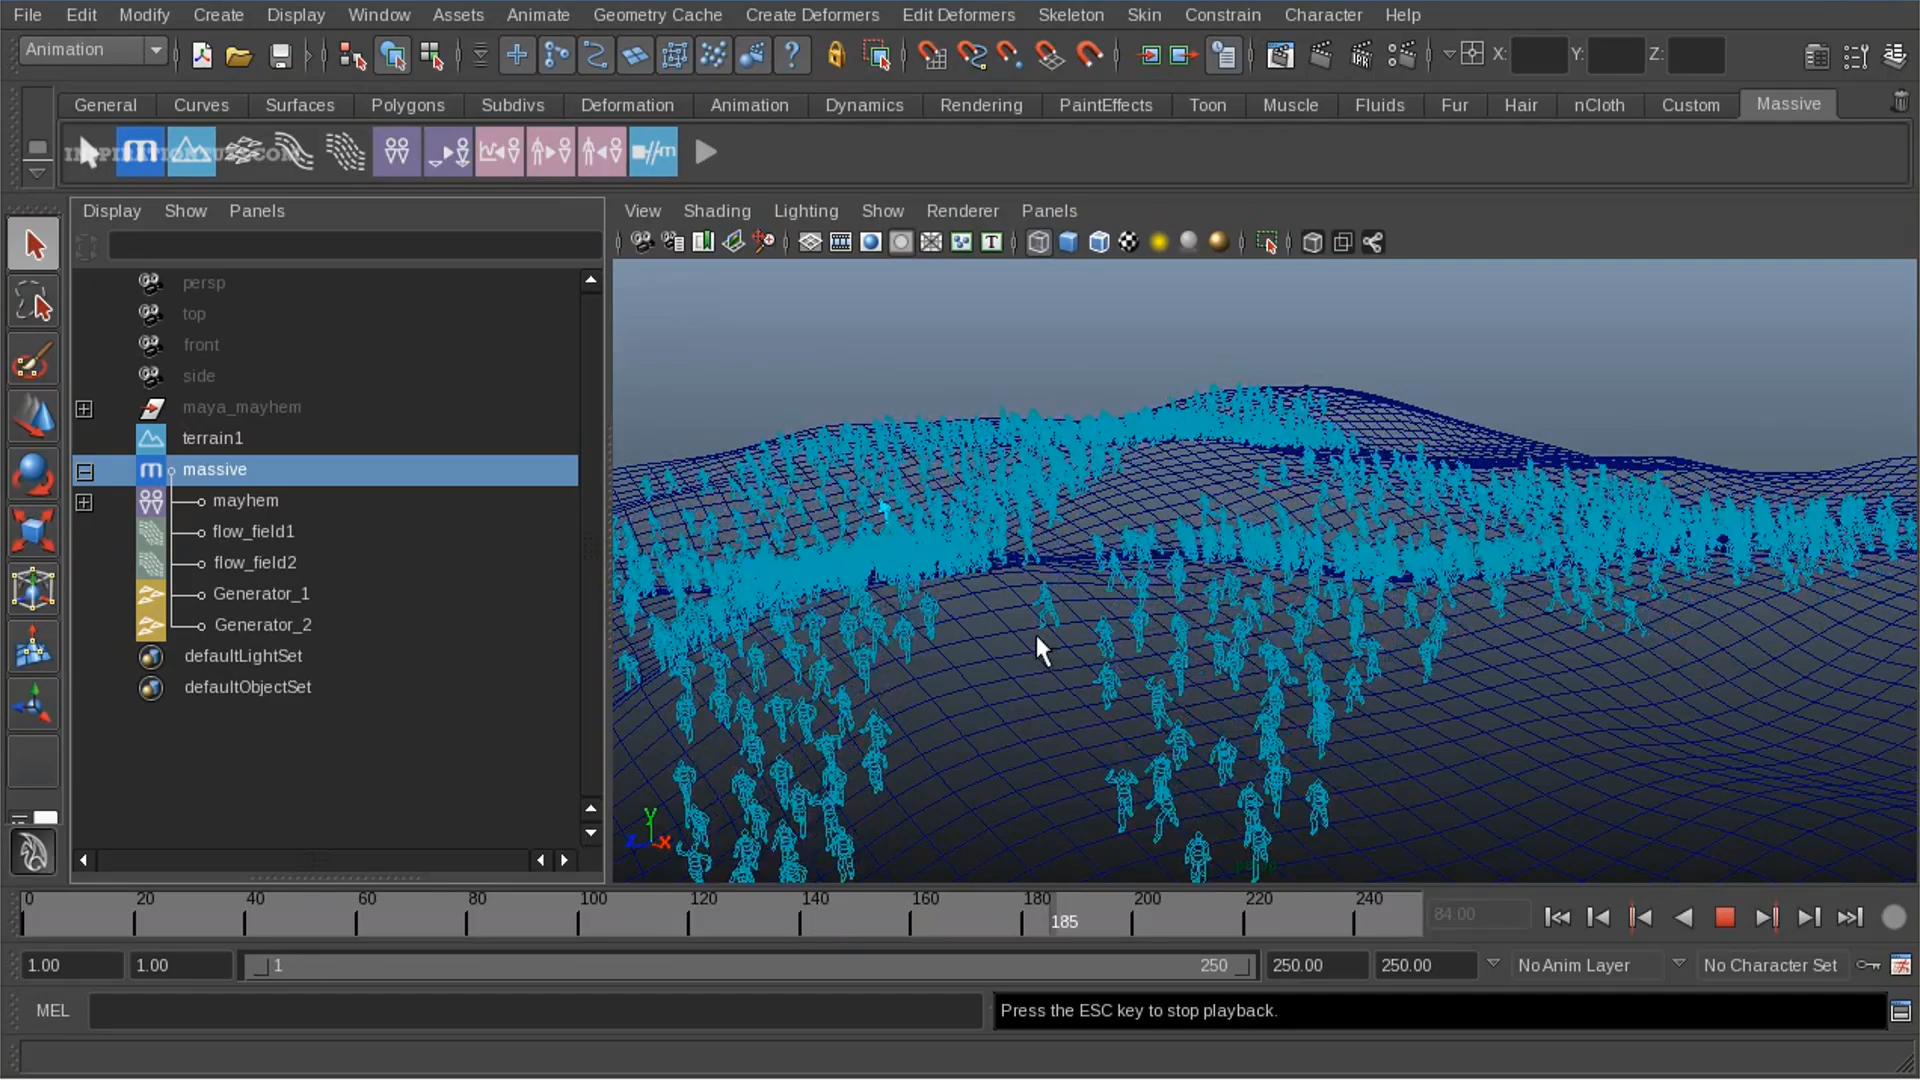 File Edit Modify Create Display Window Assets Animate Geometry Cache Create Deformers Edit Deformers Skeleton Skin Constrain Character Help
Animation
IPR
X: Y: Z:
General Curves Surfaces Polygons Subdivs Deformation Animation Dynamics Rendering PaintEffects Toon Muscle Fluids Fur Hair nCloth Custom Massive
Display Show Panels
View Shading Lighting Show Renderer Panels
persp
top
front
side
maya_mayhem
terrain1
massive
mayhem
flow_field1
flow_field2
Generator_1
Generator_2
defaultLightSet
defaultObjectSet
y
z x
0 20 40 60 80 100 120 140 160 180 200 220 240
185
84.00
1.00 1.00 1 250 250.00 250.00 No Anim Layer No Character Set
MEL
Press the ESC key to stop playback.